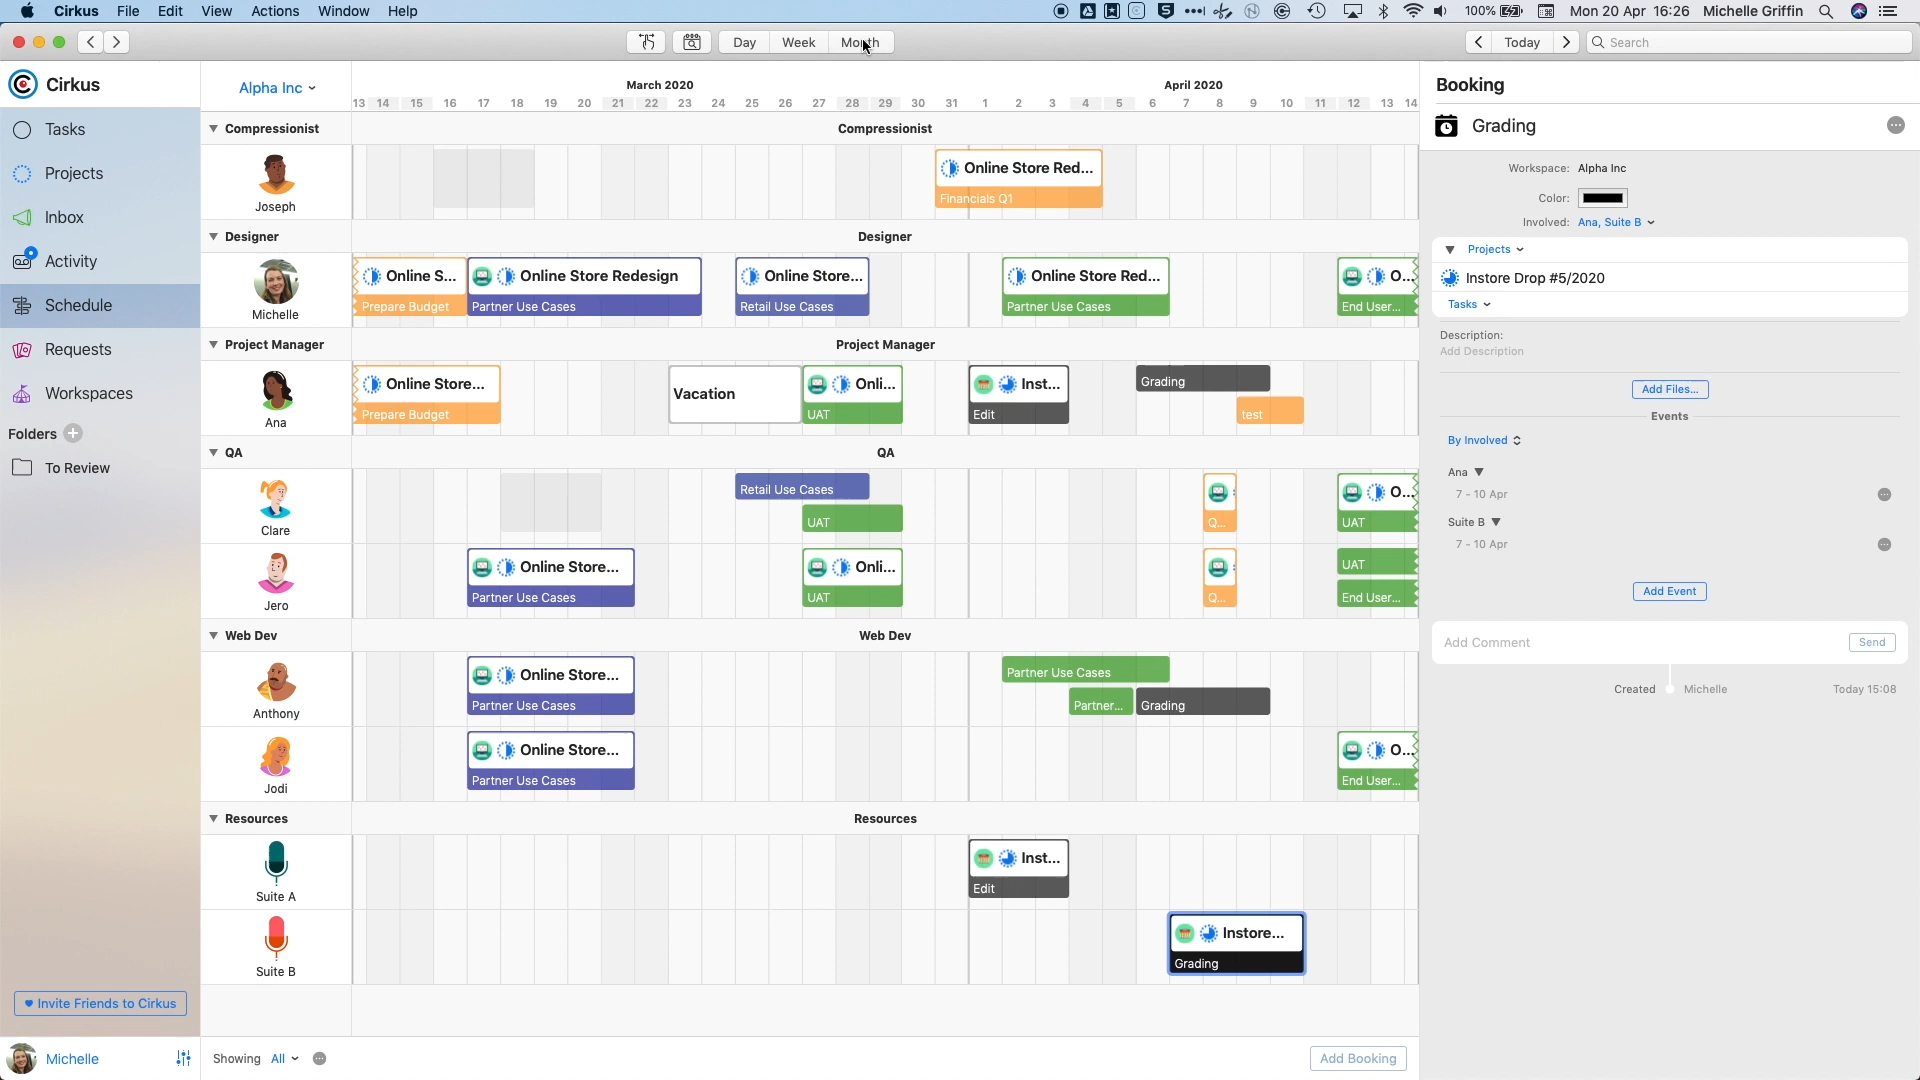 Cirkus File Edit View Actions Window Help
100% Mon 20 Apr 16:26 Michelle Griffin
Day Week Month
Today Search
Cirkus
Tasks
Projects
Inbox
Activity
Schedule
Requests
Workspaces
Folders
To Review
Invite Friends to Cirkus
Michelle
Alpha Inc
March 2020 April 2020
13 14 15 16 17 18 19 20 21 22 23 24 25 26 27 28 29 30 31 1 2 3 4 5 6 7 8 9 10 11 12 13 14
Compressionist Compressionist
Joseph
Online Store Red...
Financials Q1
Designer Designer
Michelle
Online S... Online Store Redesign Online Store... Online Store Red... O...
Prepare Budget Partner Use Cases Retail Use Cases Partner Use Cases End User...
Project Manager Project Manager
Ana
Online Store... Vacation Onli... Inst... Grading
Prepare Budget UAT Edit test
QA QA
Clare
Retail Use Cases O...
UAT Q... UAT
Jero
Online Store... Onli... UAT
Partner Use Cases UAT Q... End User...
Web Dev Web Dev
Anthony
Online Store... Partner Use Cases
Partner Use Cases Partner... Grading
Jodi
Online Store... O...
Partner Use Cases End User...
Resources Resources
Suite A
Inst...
Edit
Suite B
Instore...
Grading
Showing All Add Booking
Booking
Grading
Workspace: Alpha Inc
Color:
Involved: Ana, Suite B
Projects
Instore Drop #5/2020
Tasks
Description:
Add Description
Add Files...
Events
By Involved
Ana
7 - 10 Apr
Suite B
7 - 10 Apr
Add Event
Add Comment Send
Created Michelle Today 15:08